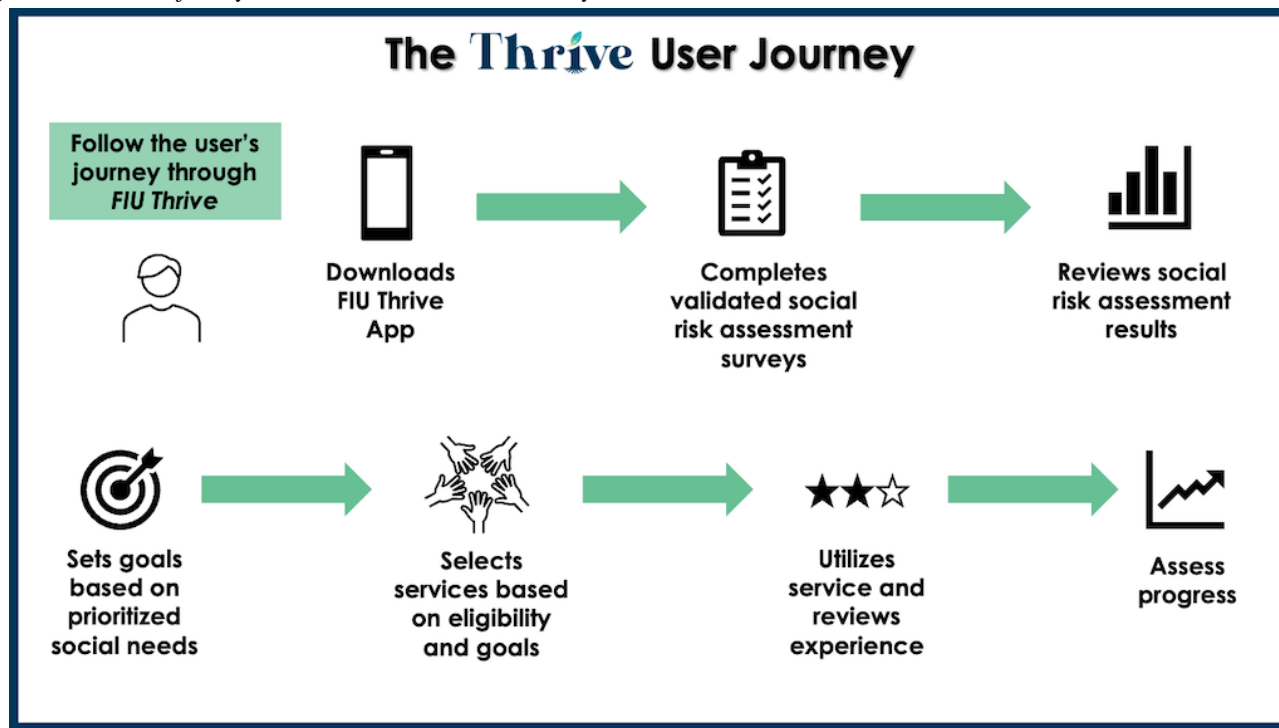 The Thrive User Journey
Follow the user's
journey through
FIU Thrive
Downloads
FIU Thrive
App
Completes
validated social
risk assessment
surveys
Reviews social
risk assessment
results
Sets goals
based on
prioritized
social needs
Selects
services based
on eligibility
and goals
Utilizes
service and
reviews
experience
Assess
progress